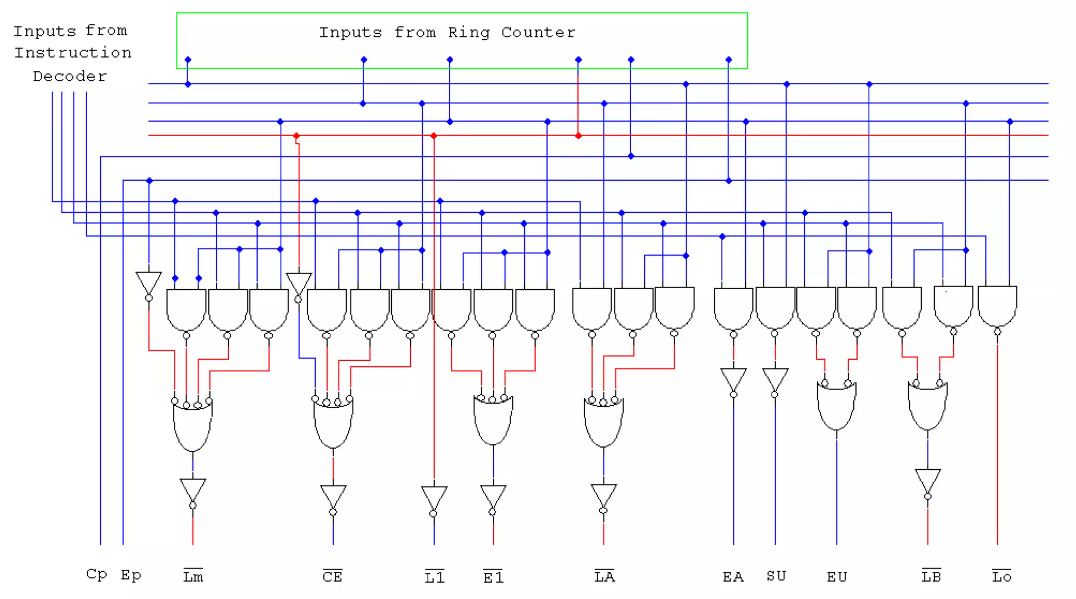 Inputs from
Instruction
Decoder
Inputs from Ring Counter
Cp Ep Lm CE L1 E1 LA EA SU EU LB Lo